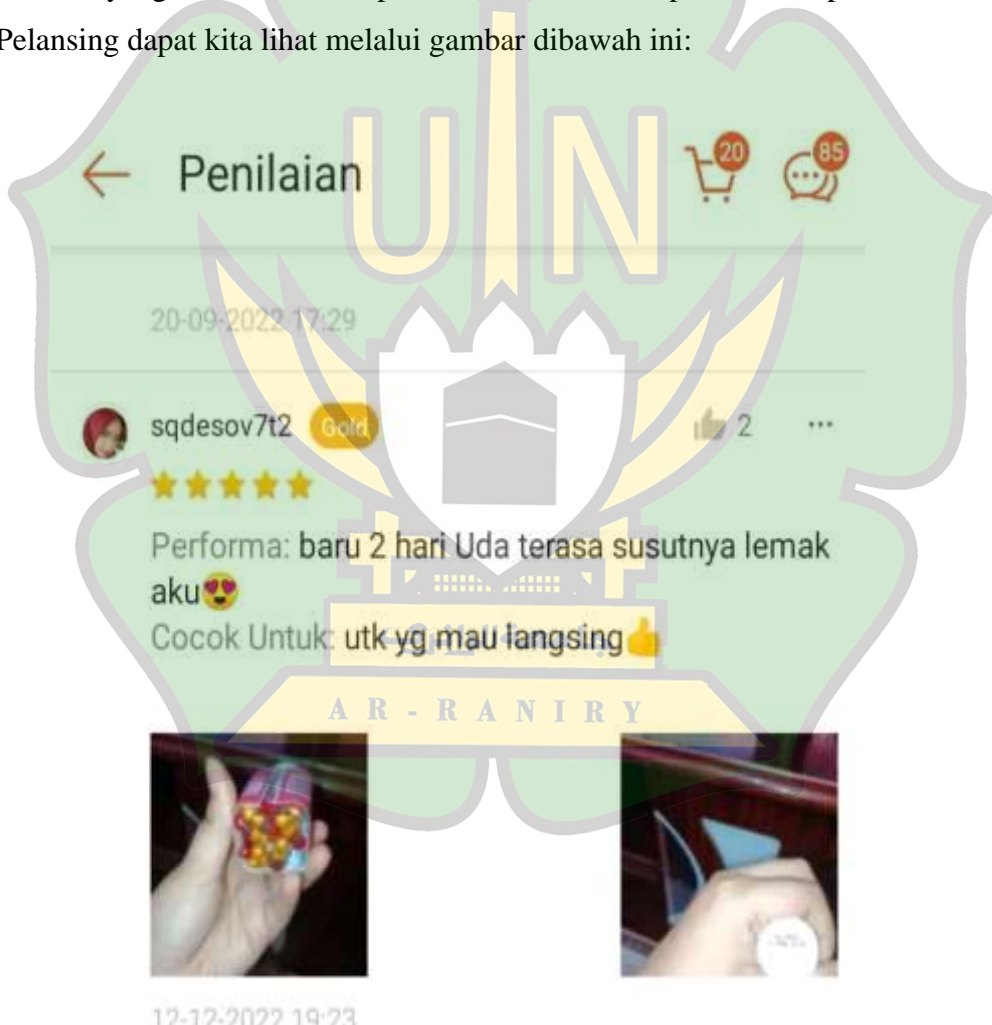 Pelansing dapat kita lihat melalui gambar dibawah ini:
UIN
Penilaian
20
85
20-09-2022 17:29
sqdesov7t2 Gold
2
Performa: baru 2 hari Uda terasa susutnya lemak
aku😍
Cocok Untuk: utk yg mau langsing👍
AR-RANIRY
12-12-2022 19:23